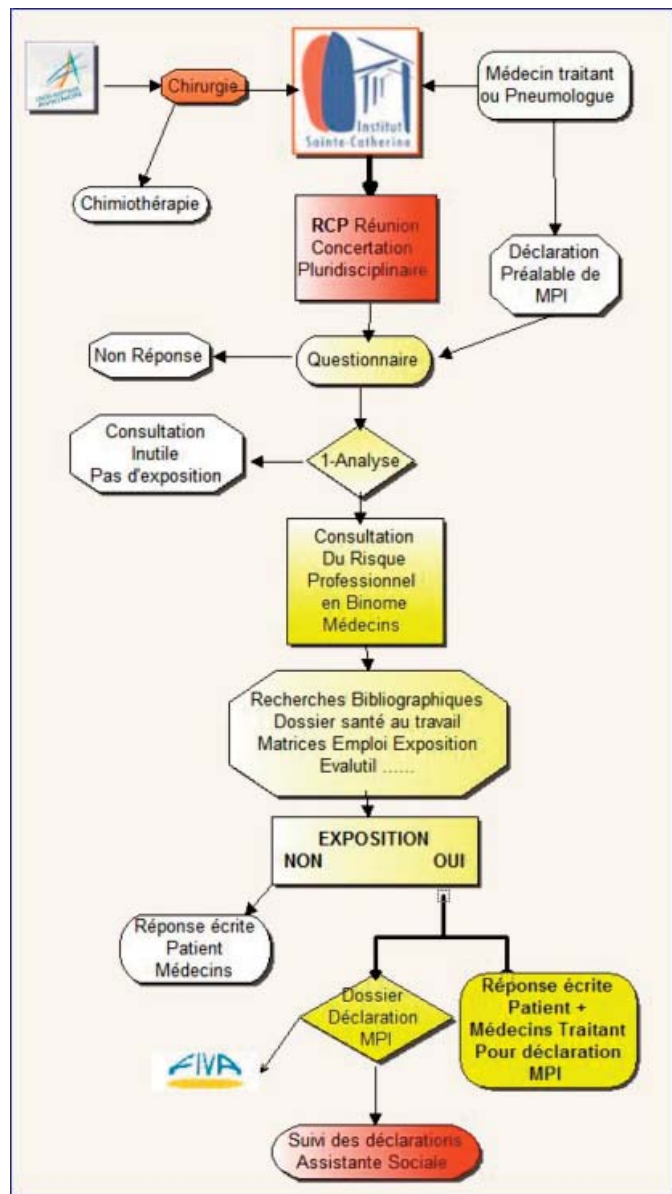 Chirurgie
Institut
Sainte-Catherine
Médecin traitant
ou Pneumologue
Chimiothérapie
RCP Réunion
Concertation
Pluridisciplinaire
Déclaration
Préalable de
MPI
Non Réponse
Questionnaire
Consultation
Inutile
Pas d'exposition
1-Analyse
Consultation
Du Risque
Professionnel
en Binome
Médecins
Recherches Bibliographiques
Dossier santé au travail
Matrices Emploi Exposition
Evalutil ......
EXPOSITION
NON OUI
Réponse écrite
Patient
Médecins
Dossier
Déclaration
MPI
Réponse écrite
Patient +
Médecins Traitant
Pour déclaration
MPI
FIVA
Suivi des déclarations
Assistante Sociale